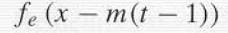 f_e (x − m(t − 1))